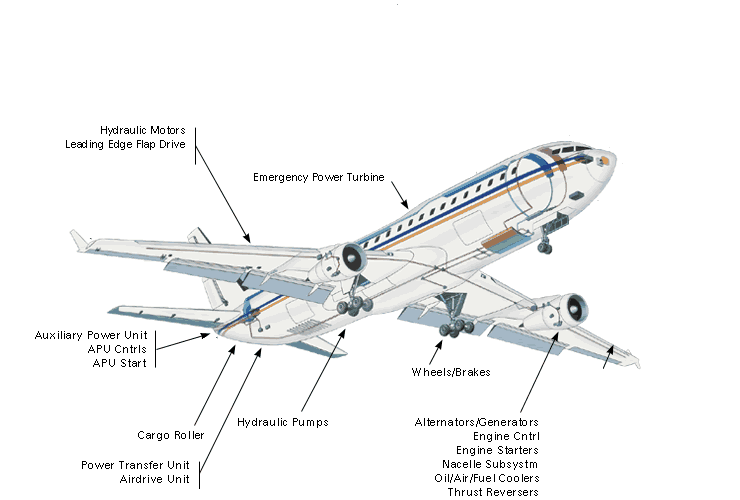 Hydraulic Motors
Leading Edge Flap Drive
Emergency Power Turbine
Auxiliary Power Unit
APU Cntrls
APU Start
Wheels/Brakes
Hydraulic Pumps
Cargo Roller
Power Transfer Unit
Airdrive Unit
Alternators/Generators
Engine Cntrl
Engine Starters
Nacelle Subsystm
Oil/Air/Fuel Coolers
Thrust Reversers